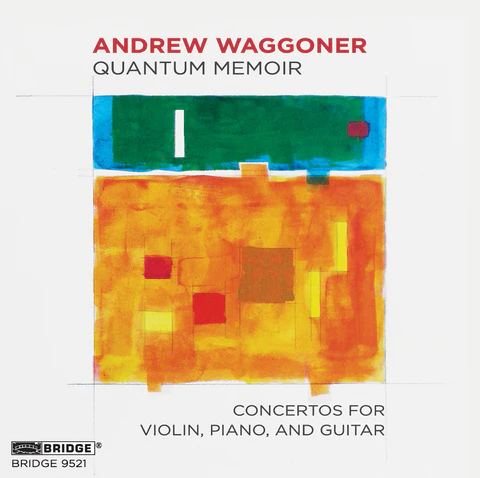 ANDREW WAGGONER
QUANTUM MEMOIR
CONCERTOS FOR
VIOLIN, PIANO, AND GUITAR
BRIDGE®
BRIDGE 9521